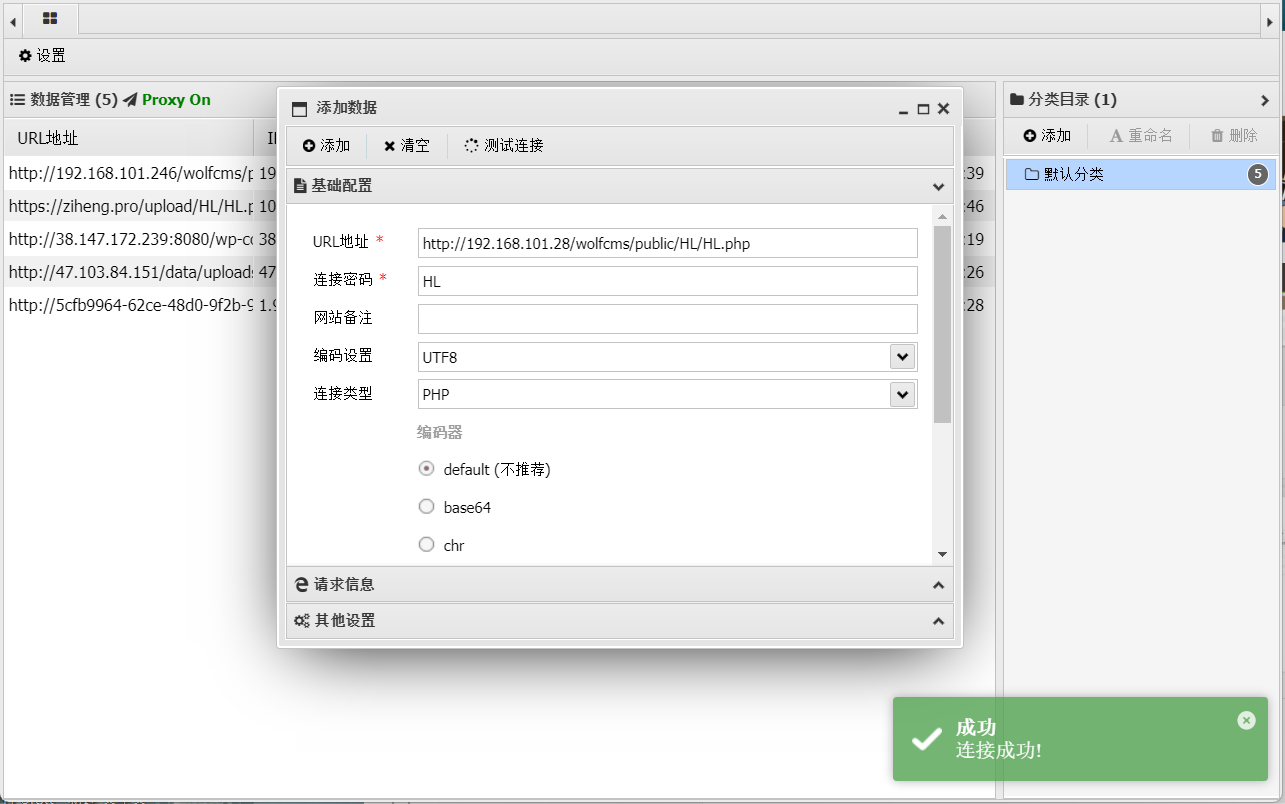 设置
数据管理 (5) Proxy On
URL地址
http://192.168.101.246/wolfcms/p 19 :39
https://ziheng.pro/upload/HL/HL.p 10 :46
http://38.147.172.239:8080/wp-co 38 :19
http://47.103.84.151/data/uploads 47 :26
http://5cfb9964-62ce-48d0-9f2b-9 1.9 :28
添加数据
添加 清空 测试连接
基础配置
URL地址 * http://192.168.101.28/wolfcms/public/HL/HL.php
连接密码 * HL
网站备注
编码设置 UTF8
连接类型 PHP
编码器
default (不推荐)
base64
chr
请求信息
其他设置
分类目录 (1)
添加 重命名 删除
默认分类 5
成功
连接成功!